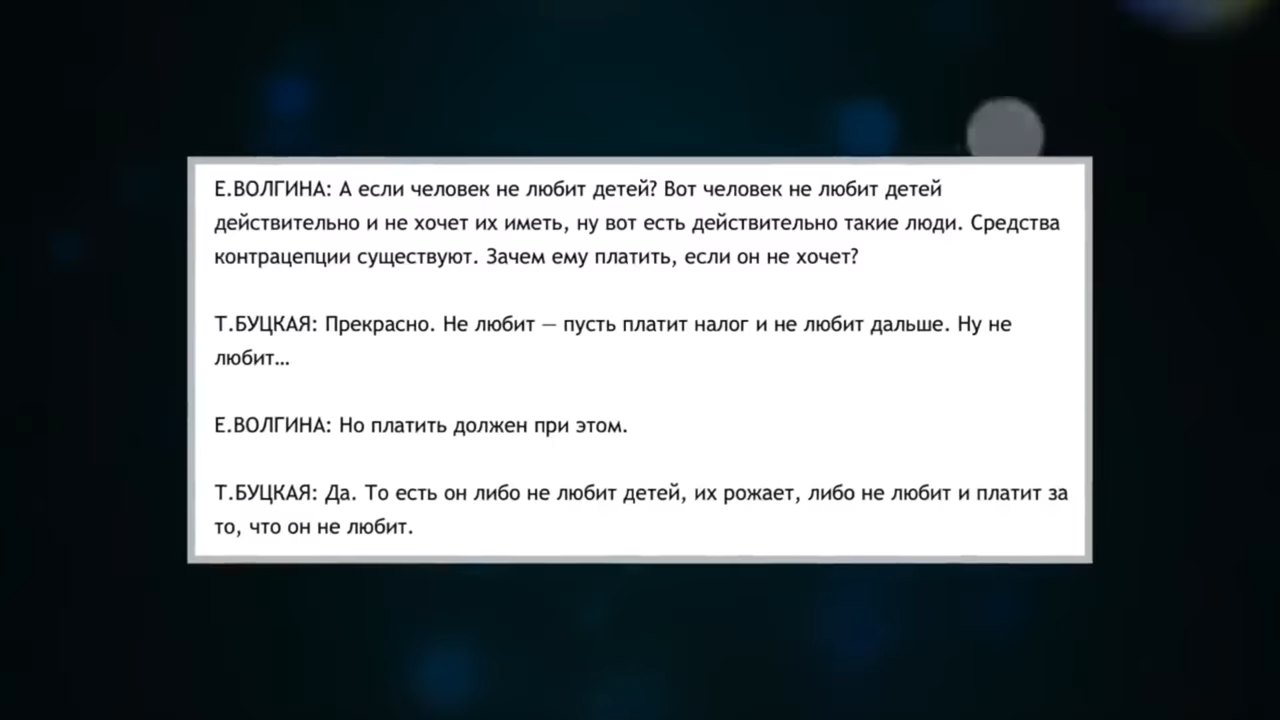 Е.ВОЛГИНА: А если человек не любит детей? Вот человек не любит детей
действительно и не хочет их иметь, ну вот есть действительно такие люди. Средства
контрацепции существуют. Зачем ему платить, если он не хочет?
Т.БУЦКАЯ: Прекрасно. Не любит — пусть платит налог и не любит дальше. Ну не
любит…
Е.ВОЛГИНА: Но платить должен при этом.
Т.БУЦКАЯ: Да. То есть он либо не любит детей, их рожает, либо не любит и платит за
то, что он не любит.